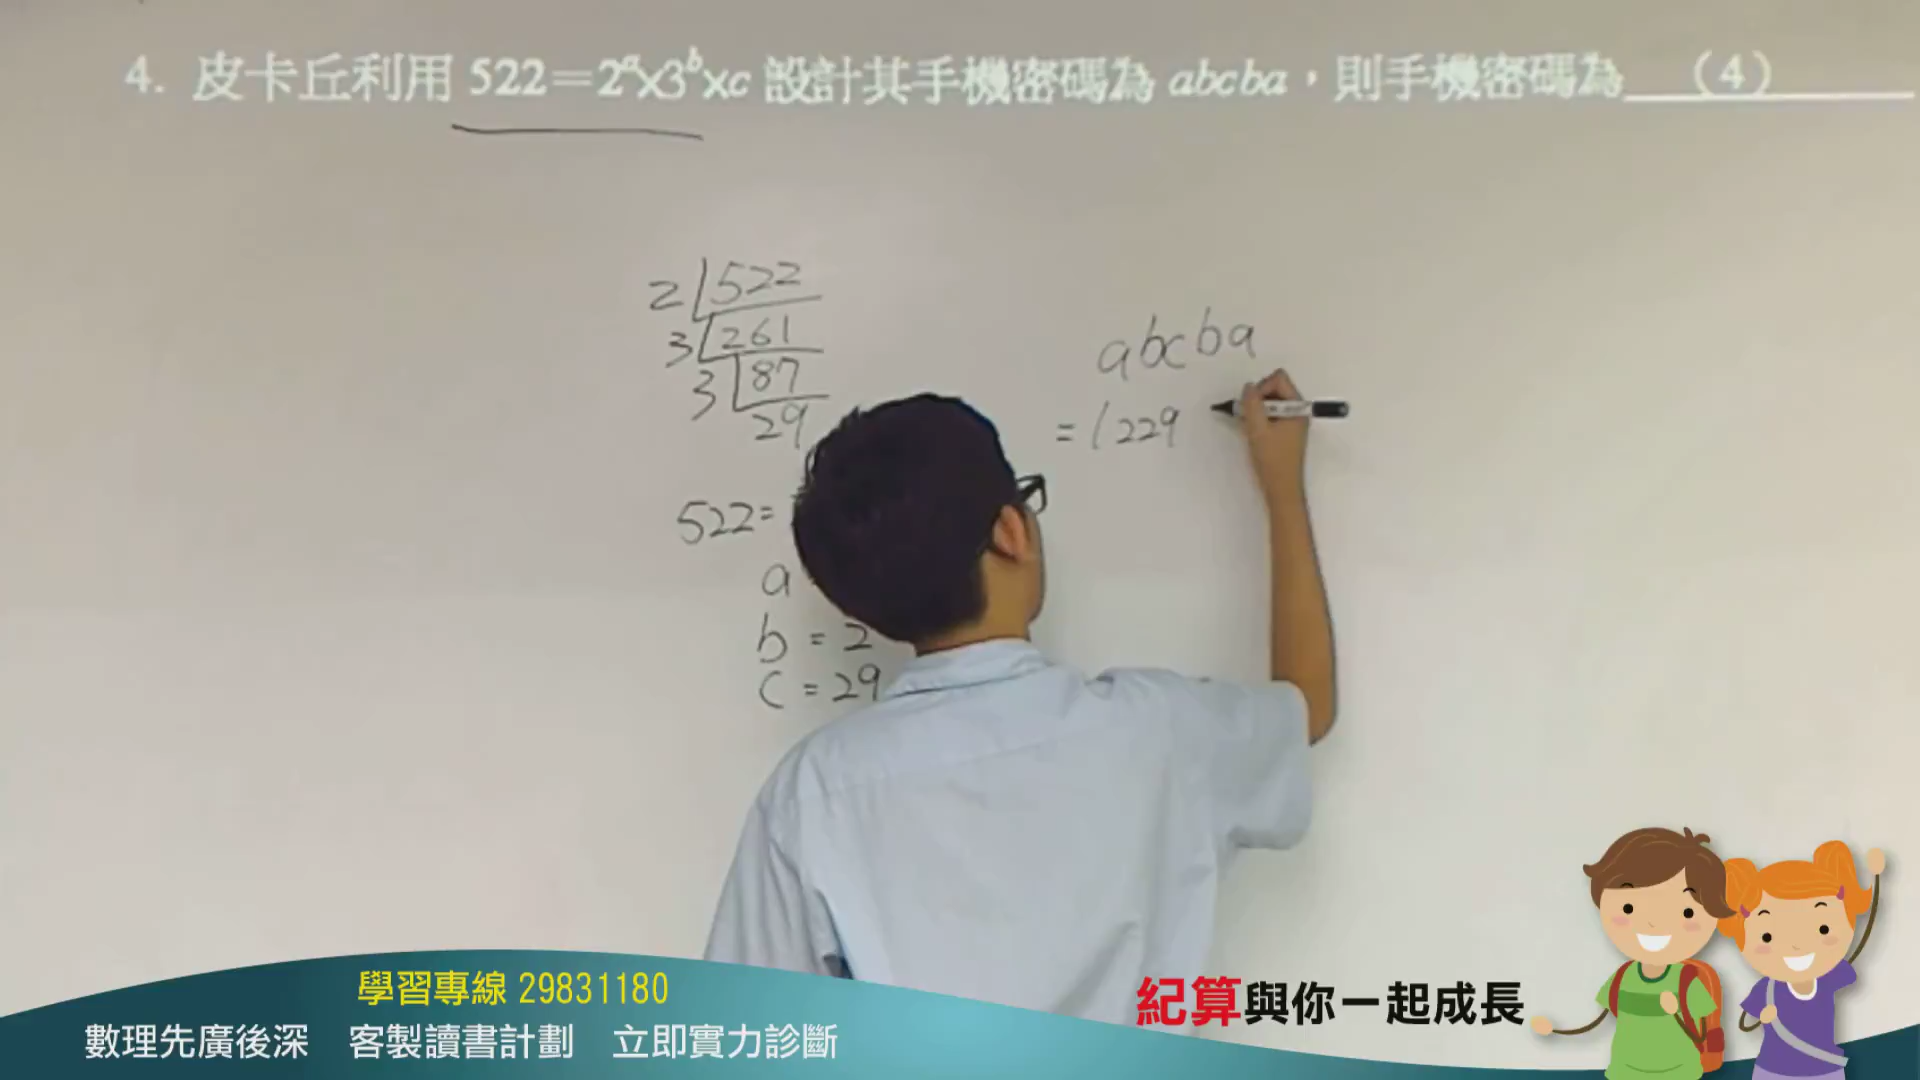 4. 皮卡丘利用 522=2ᵃx3ᵇxc 設計其手機密碼為 abcba，則手機密碼為 (4)
2 522
3 261
3 87
29
abcba
= 1229
522=
a
b = 2
c = 29
學習專線 29831180
數理先廣後深 客製讀書計劃 立即實力診斷
紀算與你一起成長